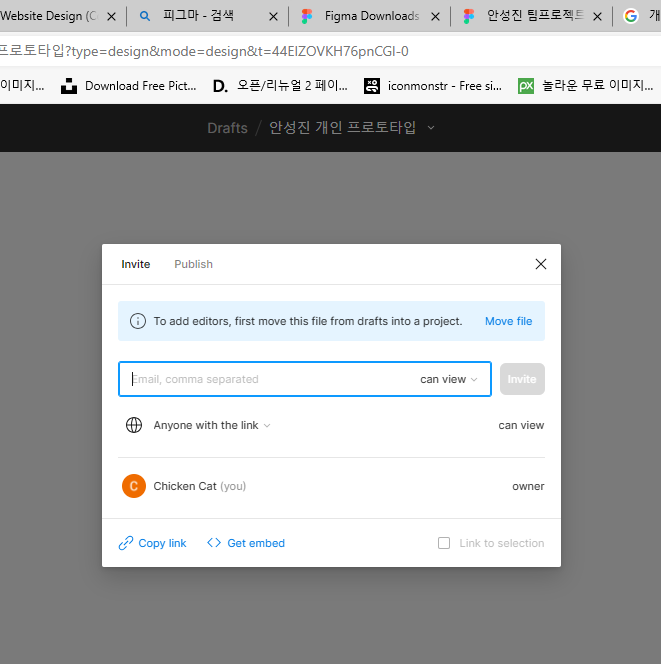 Website Design (C
피그마 - 검색
Figma Downloads
안성진 팀프로젝트
개
프로토타입?type=design&mode=design&t=44EIZOVKH76pnCGI-0
이미지...
Download Free Pict...
D. 오픈/리뉴얼 2 페이...
iconmonstr - Free si...
px 놀라운 무료 이미지...
Drafts / 안성진 개인 프로토타입
Invite Publish
To add editors, first move this file from drafts into a project. Move file
Email, comma separated can view Invite
Anyone with the link can view
C Chicken Cat (you) owner
Copy link Get embed Link to selection